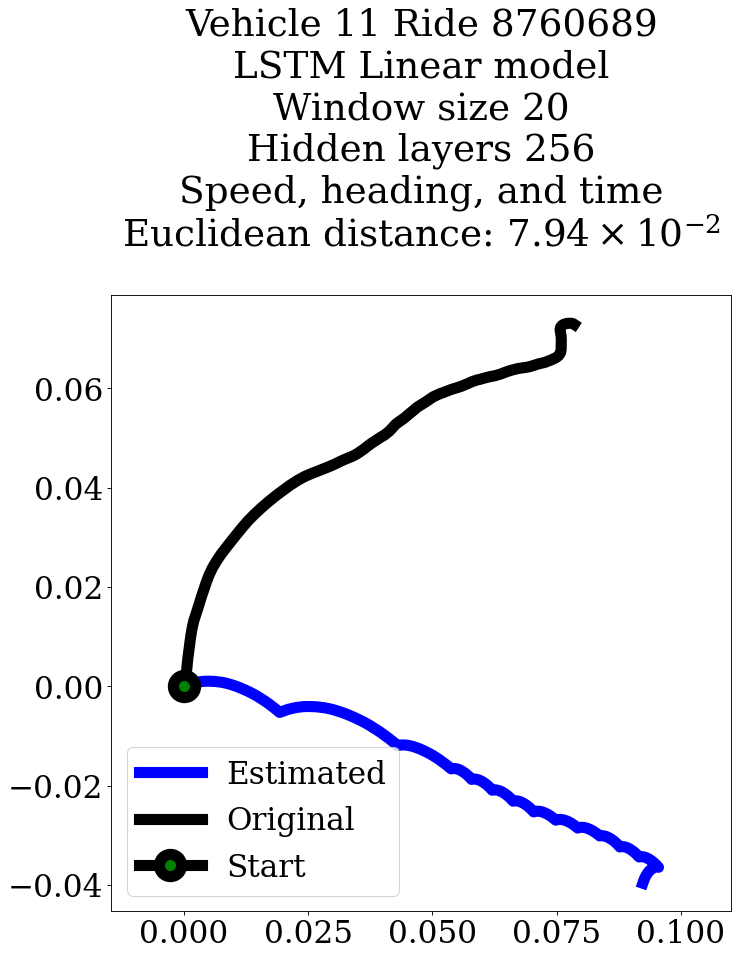 Vehicle 11 Ride 8760689
LSTM Linear model
Window size 20
Hidden layers 256
Speed, heading, and time
Euclidean distance: 7.94 × 10⁻²
0.06
0.04
0.02
0.00
−0.02
−0.04
Estimated
Original
Start
0.000 0.025 0.050 0.075 0.100